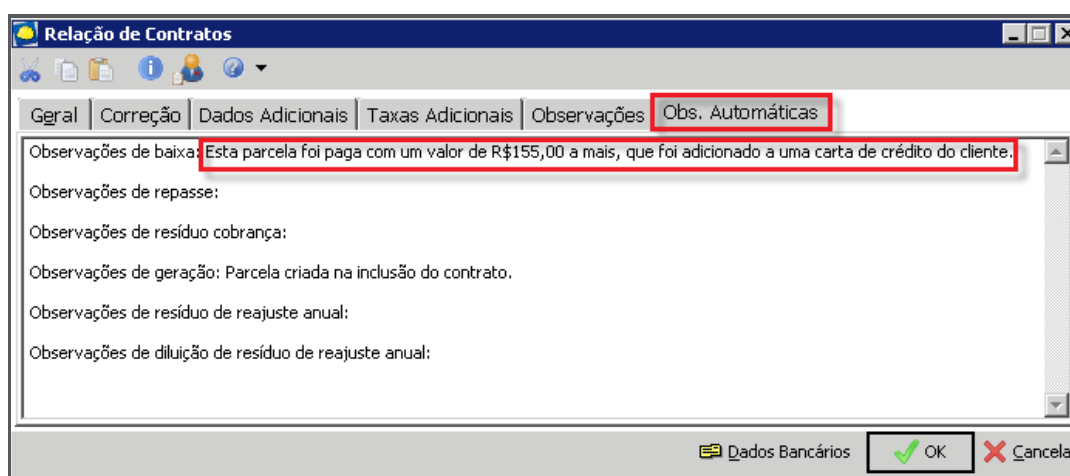 Relação de Contratos
Geral Correção Dados Adicionais Taxas Adicionais Observações Obs. Automáticas
Observações de baixa: Esta parcela foi paga com um valor de R$155,00 a mais, que foi adicionado a uma carta de crédito do cliente.
Observações de repasse:
Observações de resíduo cobrança:
Observações de geração: Parcela criada na inclusão do contrato.
Observações de resíduo de reajuste anual:
Observações de diluição de resíduo de reajuste anual:
Dados Bancários OK Cancela